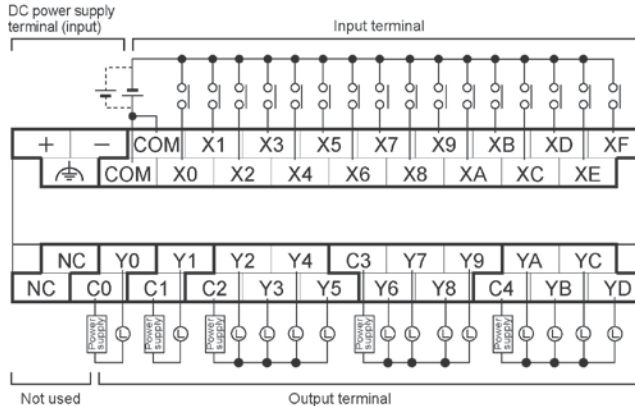 DC power supply
terminal (input)
Input terminal
+ − COM X1 X3 X5 X7 X9 XB XD XF
COM X0 X2 X4 X6 X8 XA XC XE
NC Y0 Y1 Y2 Y4 C3 Y7 Y9 YA YC
NC C0 C1 C2 Y3 Y5 Y6 Y8 C4 YB YD
Power supply L Power supply L Power supply L L L L Power supply L L L L Power supply L L L L
Not used
Output terminal